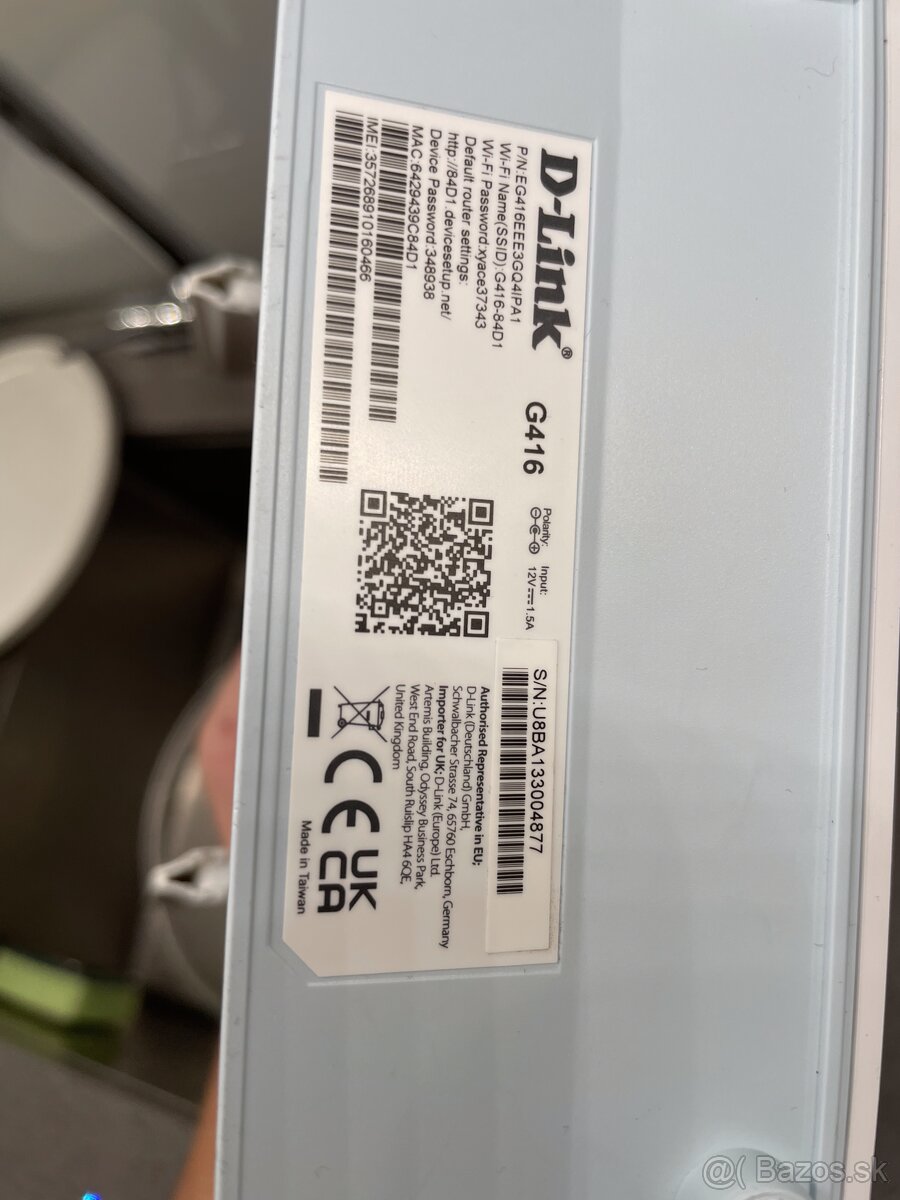 D-Link® G416
Polarity: Input:
12V⎓1.5A
S/N:U8BA133004877
P/N:EG416EEE3GQ4IPA1
Wi-Fi Name(SSID):G416-84D1
Wi-Fi Password:xyace37343
Default router settings:
http://84D1.devicesetup.net/
Device Password:348938
MAC:6429439C84D1
IMEI:357268910160466
Authorised Representative in EU;
D-Link (Deutschland) GmbH,
Schwalbacher Strasse 74, 65760 Eschborn, Germany
Importer for UK; D-Link (Europe) Ltd.
Artemis Building, Odyssey Business Park,
West End Road, South Ruislip HA4 6QE,
United Kingdom
CE UK
CA
Made in Taiwan
@( Bazos.sk